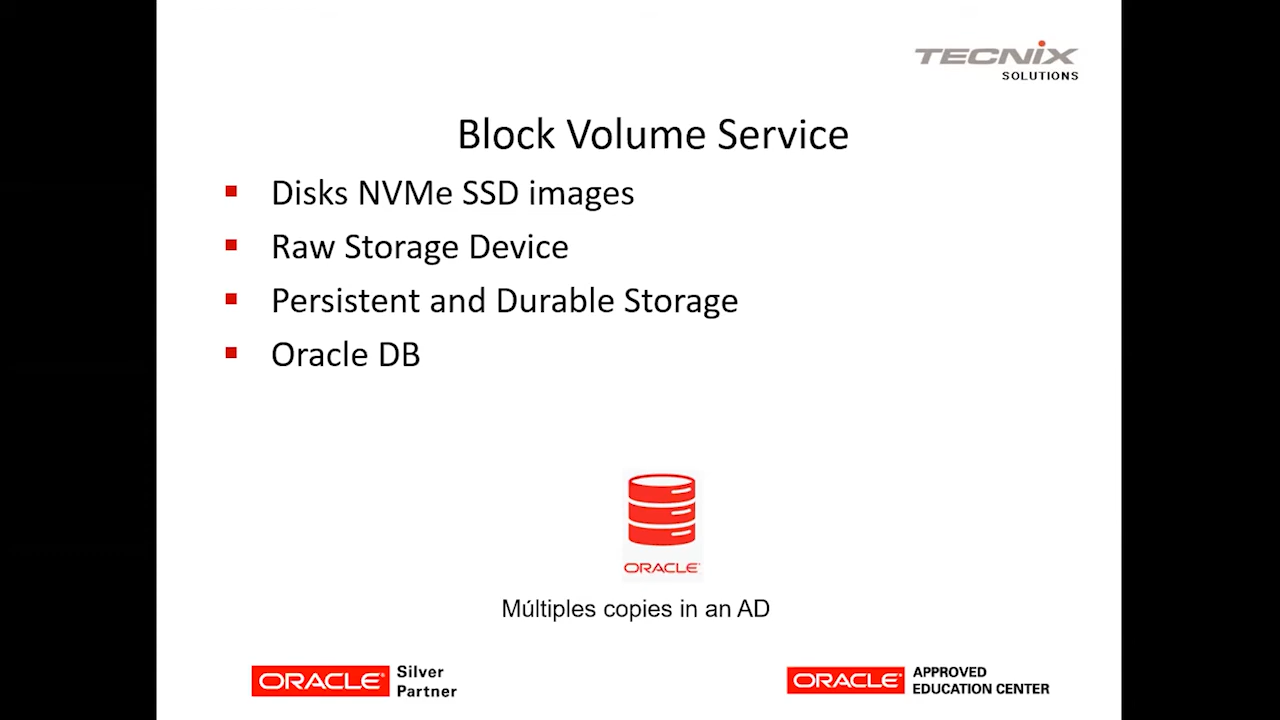 TECNIX
SOLUTIONS
Block Volume Service
Disks NVMe SSD images
Raw Storage Device
Persistent and Durable Storage
Oracle DB
ORACLE
Múltiples copies in an AD
ORACLE Silver Partner
ORACLE APPROVED EDUCATION CENTER